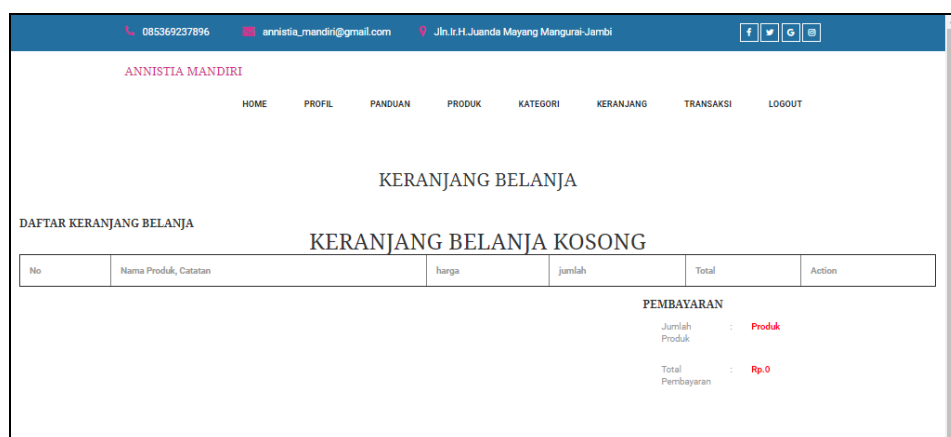 085369237896 annistia_mandiri@gmail.com Jln.Ir.H.Juanda Mayang Mangurai-Jambi
ANNISTIA MANDIRI
HOME PROFIL PANDUAN PRODUK KATEGORI KERANJANG TRANSAKSI LOGOUT
KERANJANG BELANJA
DAFTAR KERANJANG BELANJA
KERANJANG BELANJA KOSONG
No Nama Produk, Catatan harga jumlah Total Action
PEMBAYARAN
Jumlah : Produk
Produk
Total : Rp.0
Pembayaran